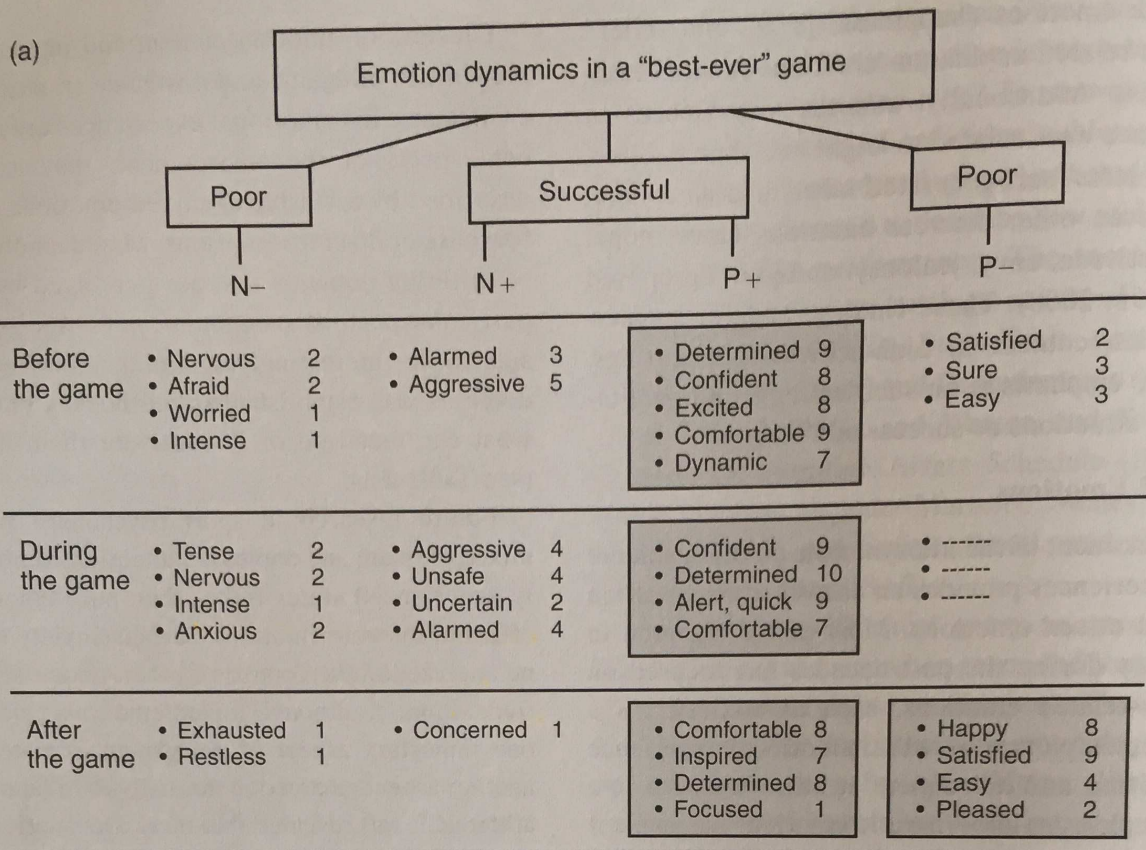 (a)
Emotion dynamics in a “best-ever” game
Poor Successful Poor
N– N+ P+ P–
Before the game
• Nervous 2
• Afraid 2
• Worried 1
• Intense 1
• Alarmed 3
• Aggressive 5
• Determined 9
• Confident 8
• Excited 8
• Comfortable 9
• Dynamic 7
• Satisfied 2
• Sure 3
• Easy 3
During the game
• Tense 2
• Nervous 2
• Intense 1
• Anxious 2
• Aggressive 4
• Unsafe 4
• Uncertain 2
• Alarmed 4
• Confident 9
• Determined 10
• Alert, quick 9
• Comfortable 7
• ------
• ------
• ------
After the game
• Exhausted 1
• Restless 1
• Concerned 1
• Comfortable 8
• Inspired 7
• Determined 8
• Focused 1
• Happy 8
• Satisfied 9
• Easy 4
• Pleased 2